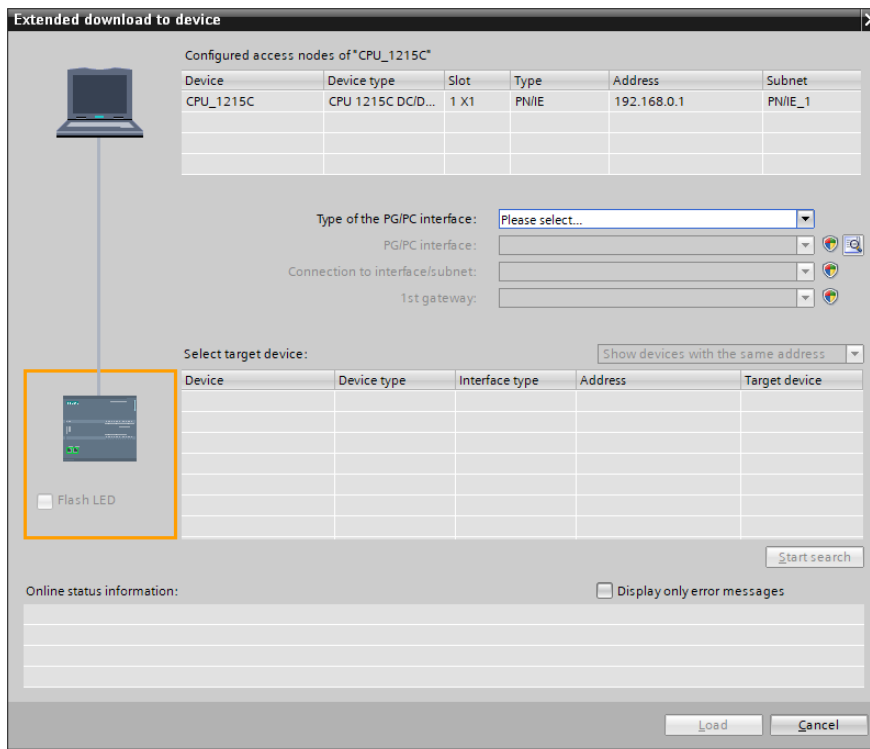 Extended download to device
Configured access nodes of "CPU_1215C"
Device Device type Slot Type Address Subnet
CPU_1215C CPU 1215C DC/D... 1 X1 PN/IE 192.168.0.1 PN/IE_1
Type of the PG/PC interface: Please select...
PG/PC interface:
Connection to interface/subnet:
1st gateway:
Select target device: Show devices with the same address
Device Device type Interface type Address Target device
Flash LED
Start search
Online status information: Display only error messages
Load Cancel